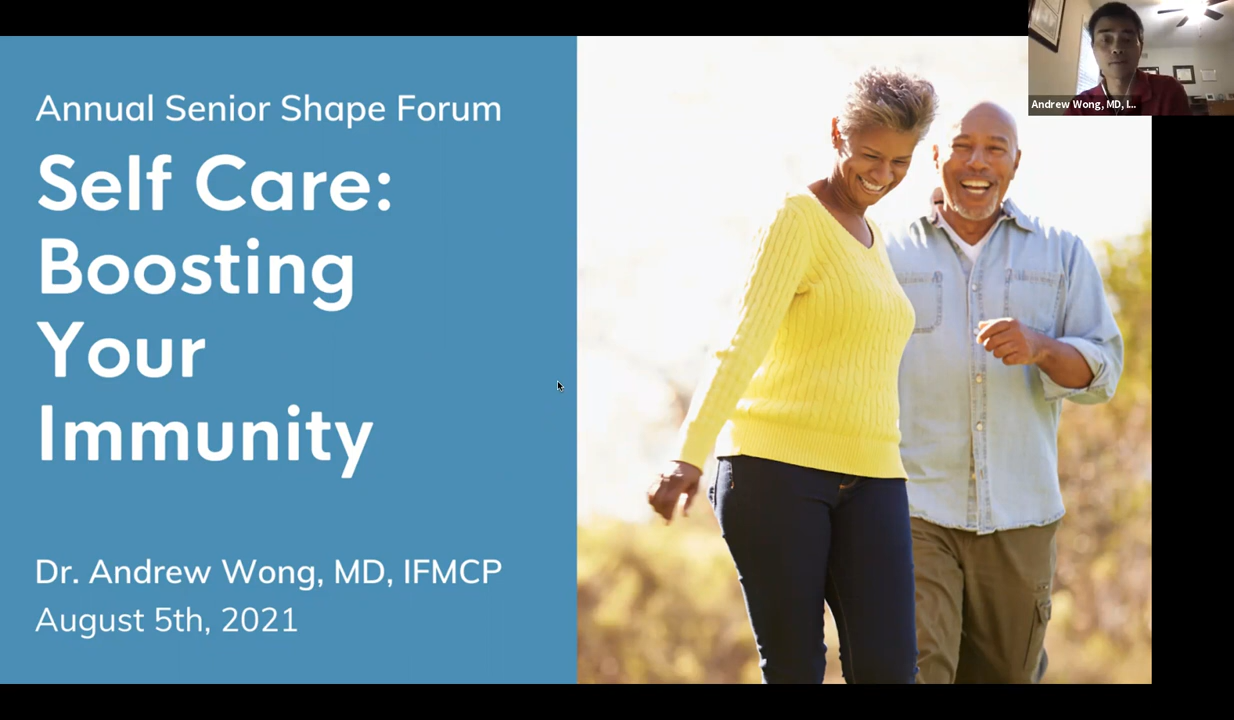 Annual Senior Shape Forum
Self Care:
Boosting
Your
Immunity
Dr. Andrew Wong, MD, IFMCP
August 5th, 2021
Andrew Wong, MD, I...